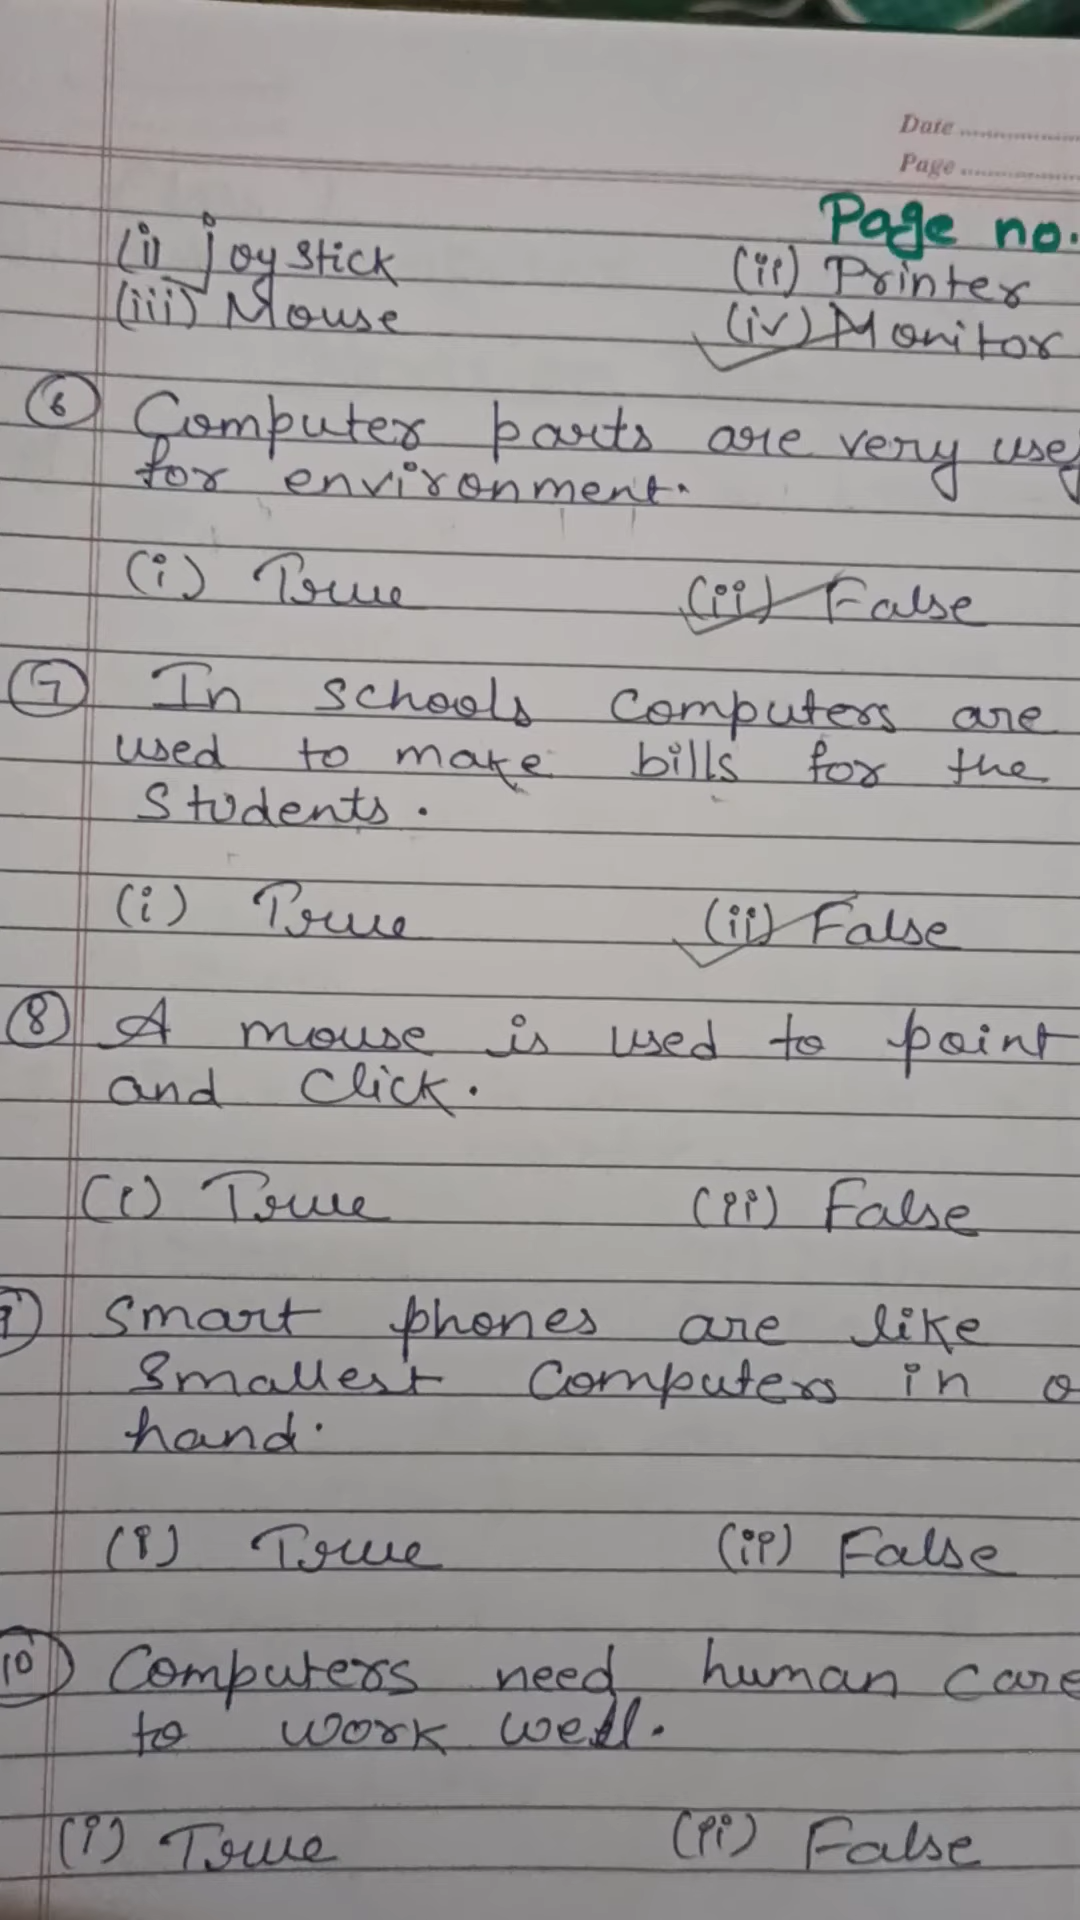 Date
Page
Page no.
(i) joystick (ii) Printer
(iii) Mouse (iv) Monitor
6 Computer parts are very
for environment.
(i) True (ii) False
7 In schools computers are
used to make bills for the
Students.
(i) True (ii) False
8 A mouse is used to point
and click.
(i) True (ii) False
Smart phones are like
Smallest computers in a
hand.
(i) True (ii) False
10 Computers need human care
to work well.
(i) True (ii) False